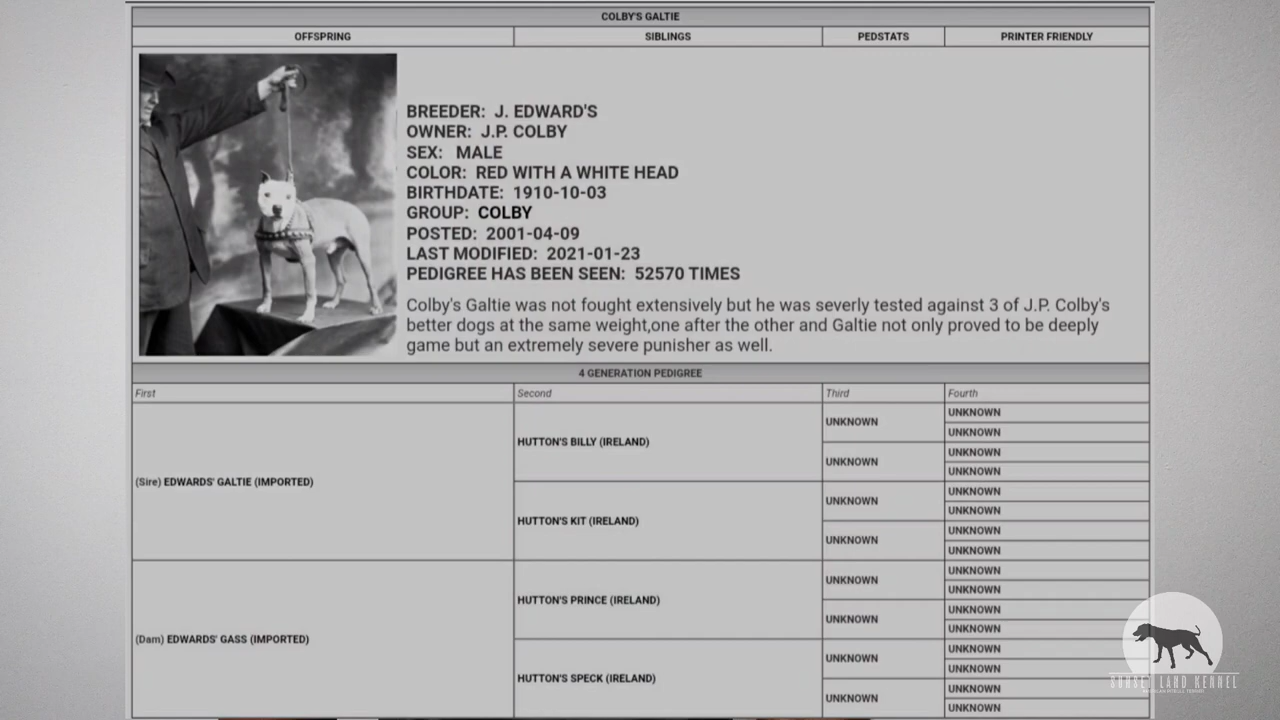 COLBY'S GALTIE
OFFSPRING SIBLINGS PEDSTATS PRINTER FRIENDLY
BREEDER: J. EDWARD'S
OWNER: J.P. COLBY
SEX: MALE
COLOR: RED WITH A WHITE HEAD
BIRTHDATE: 1910-10-03
GROUP: COLBY
POSTED: 2001-04-09
LAST MODIFIED: 2021-01-23
PEDIGREE HAS BEEN SEEN: 52570 TIMES
Colby's Galtie was not fought extensively but he was severly tested against 3 of J.P. Colby's
better dogs at the same weight,one after the other and Galtie not only proved to be deeply
game but an extremely severe punisher as well.
4 GENERATION PEDIGREE
First Second Third Fourth
(Sire) EDWARDS' GALTIE (IMPORTED)
HUTTON'S BILLY (IRELAND)
UNKNOWN
UNKNOWN
UNKNOWN
UNKNOWN
UNKNOWN
UNKNOWN
HUTTON'S KIT (IRELAND)
UNKNOWN
UNKNOWN
UNKNOWN
UNKNOWN
UNKNOWN
UNKNOWN
(Dam) EDWARDS' GASS (IMPORTED)
HUTTON'S PRINCE (IRELAND)
UNKNOWN
UNKNOWN
UNKNOWN
UNKNOWN
UNKNOWN
UNKNOWN
HUTTON'S SPECK (IRELAND)
UNKNOWN
UNKNOWN
UNKNOWN
UNKNOWN
UNKNOWN
UNKNOWN
SUNSET LAND KENNEL